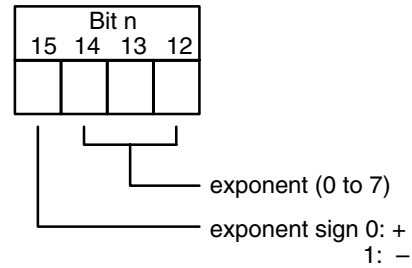 Bit n
15 14 13 12
exponent (0 to 7)
exponent sign 0: +
1: –